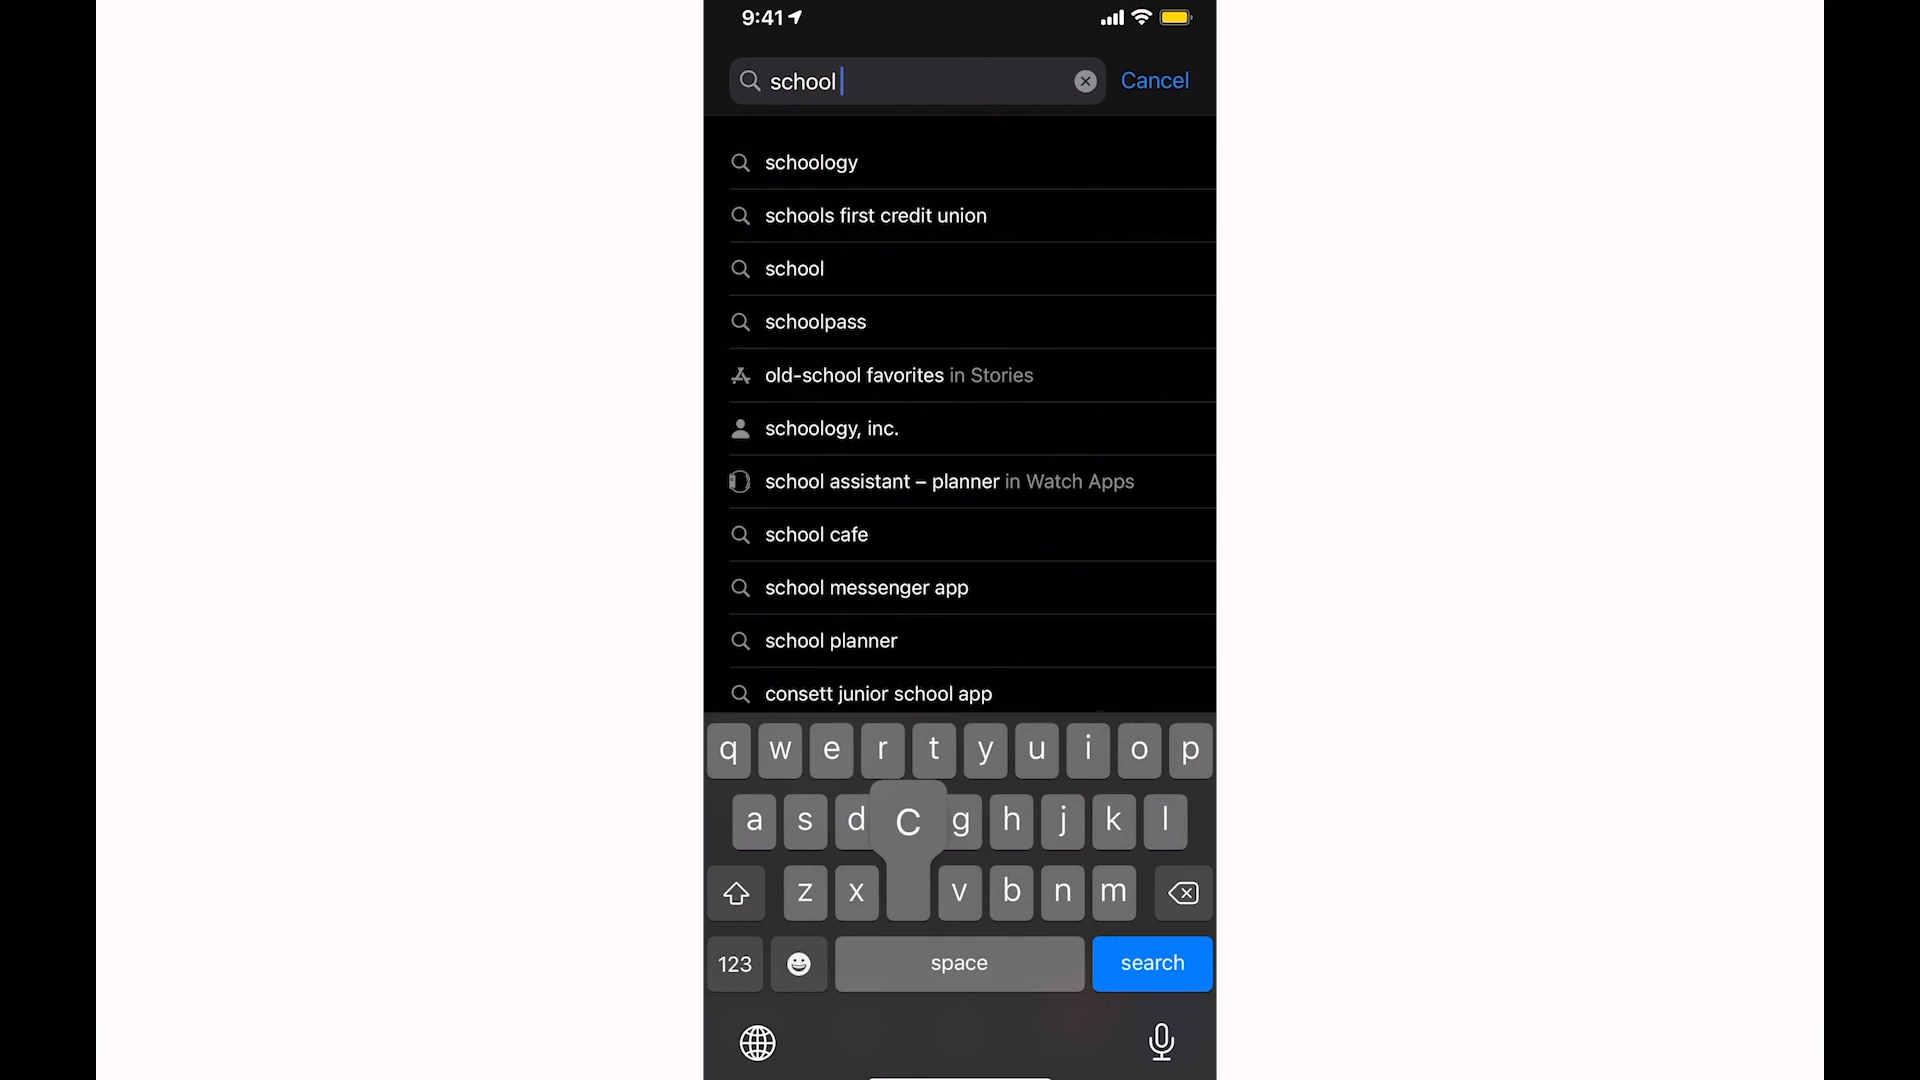 9:41
school
Cancel
schoology
schools first credit union
school
schoolpass
old-school favorites in Stories
schoology, inc.
school assistant – planner in Watch Apps
school cafe
school messenger app
school planner
consett junior school app
q w e r t y u i o p
a s d C g h j k l
z x v b n m
123 space search